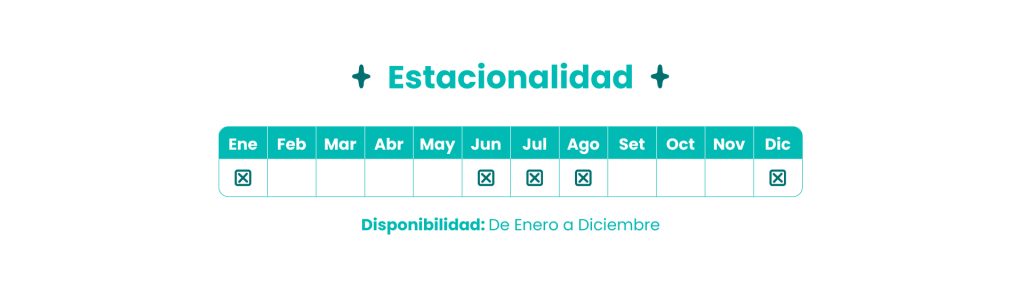 Estacionalidad
Ene Feb Mar Abr May Jun Jul Ago Set Oct Nov Dic
Disponibilidad: De Enero a Diciembre